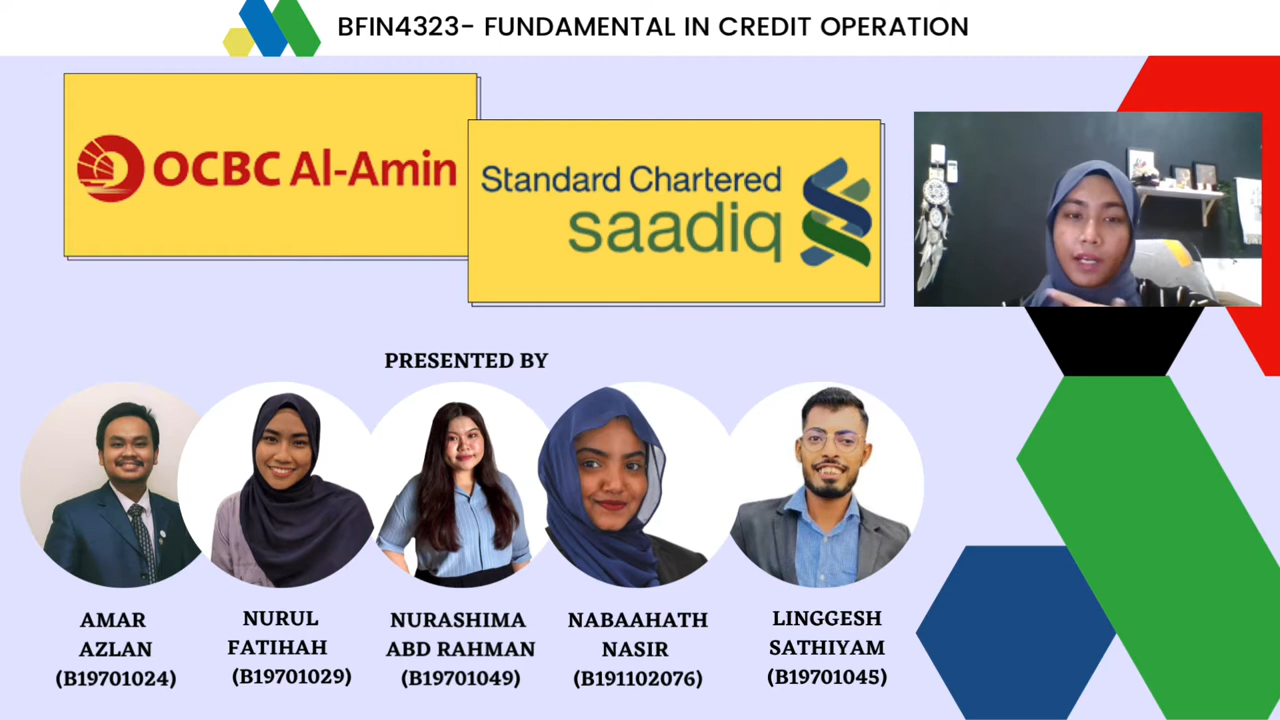 BFIN4323- FUNDAMENTAL IN CREDIT OPERATION
OCBC Al-Amin
Standard Chartered
saadiq
PRESENTED BY
AMAR
AZLAN
(B19701024)
NURUL
FATIHAH
(B19701029)
NURASHIMA
ABD RAHMAN
(B19701049)
NABAAHATH
NASIR
(B191102076)
LINGGESH
SATHIYAM
(B19701045)